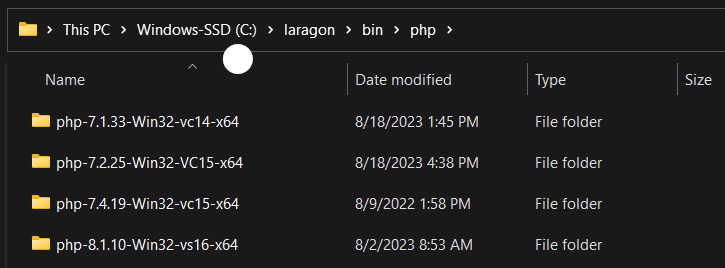 This PC > Windows-SSD (C:) > laragon > bin > php >
Name Date modified Type Size
php-7.1.33-Win32-vc14-x64 8/18/2023 1:45 PM File folder
php-7.2.25-Win32-VC15-x64 8/18/2023 4:38 PM File folder
php-7.4.19-Win32-vc15-x64 8/9/2022 1:58 PM File folder
php-8.1.10-Win32-vs16-x64 8/2/2023 8:53 AM File folder